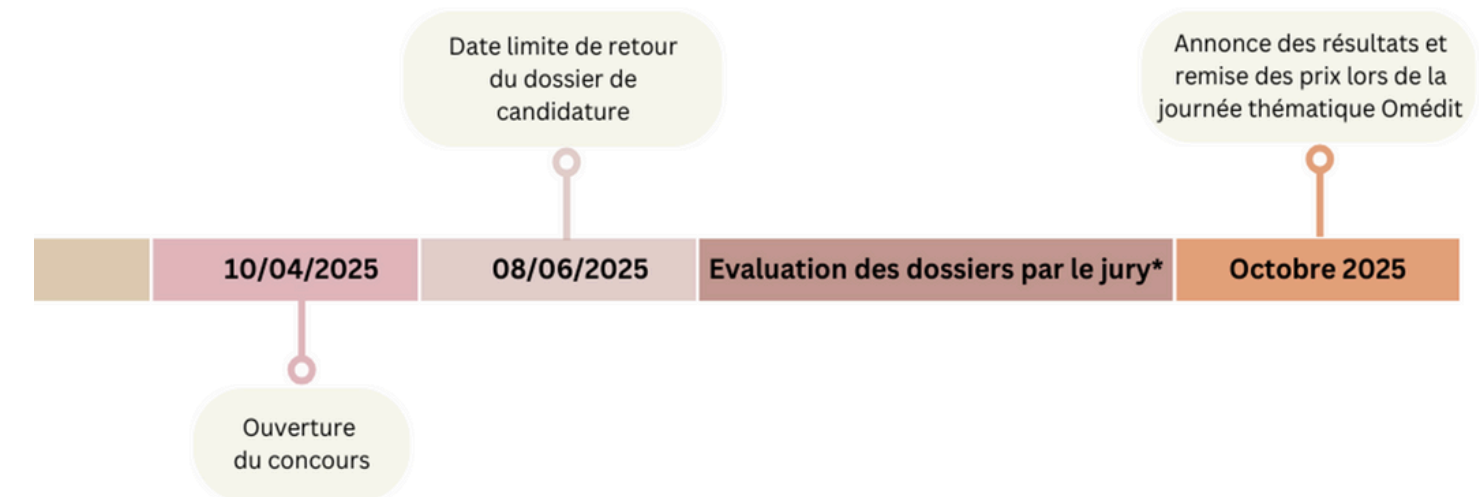 Date limite de retour
du dossier de
candidature
Annonce des résultats et
remise des prix lors de la
journée thématique Omédit
10/04/2025
08/06/2025
Evaluation des dossiers par le jury*
Octobre 2025
Ouverture
du concours